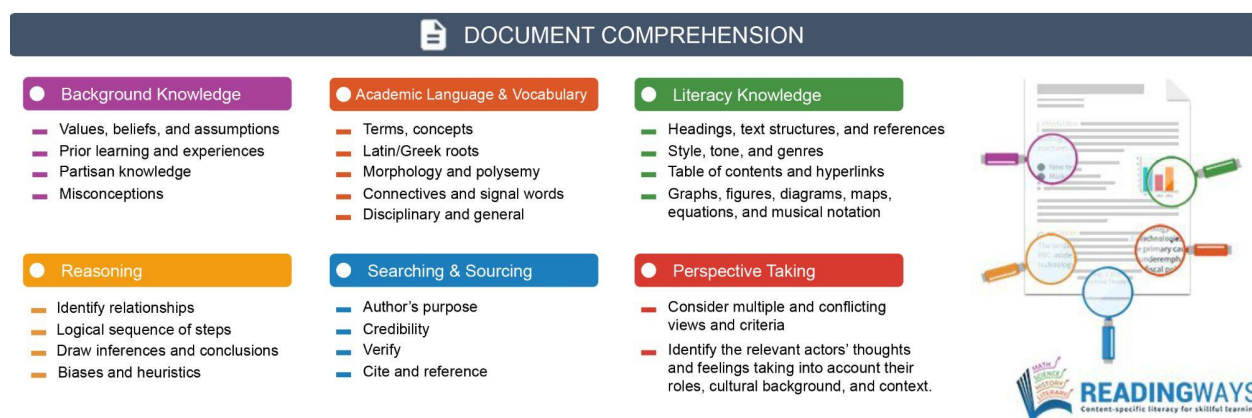 DOCUMENT COMPREHENSION
Background Knowledge
Values, beliefs, and assumptions
Prior learning and experiences
Partisan knowledge
Misconceptions
Academic Language & Vocabulary
Terms, concepts
Latin/Greek roots
Morphology and polysemy
Connectives and signal words
Disciplinary and general
Literacy Knowledge
Headings, text structures, and references
Style, tone, and genres
Table of contents and hyperlinks
Graphs, figures, diagrams, maps,
equations, and musical notation
Reasoning
Identify relationships
Logical sequence of steps
Draw inferences and conclusions
Biases and heuristics
Searching & Sourcing
Author's purpose
Credibility
Verify
Cite and reference
Perspective Taking
Consider multiple and conflicting
views and criteria
Identify the relevant actors' thoughts
and feelings taking into account their
roles, cultural background, and context.
primary
MATH
SCIENCE
HISTORY
LITERACY
READINGWAYS
Content-specific literacy for skillful learning